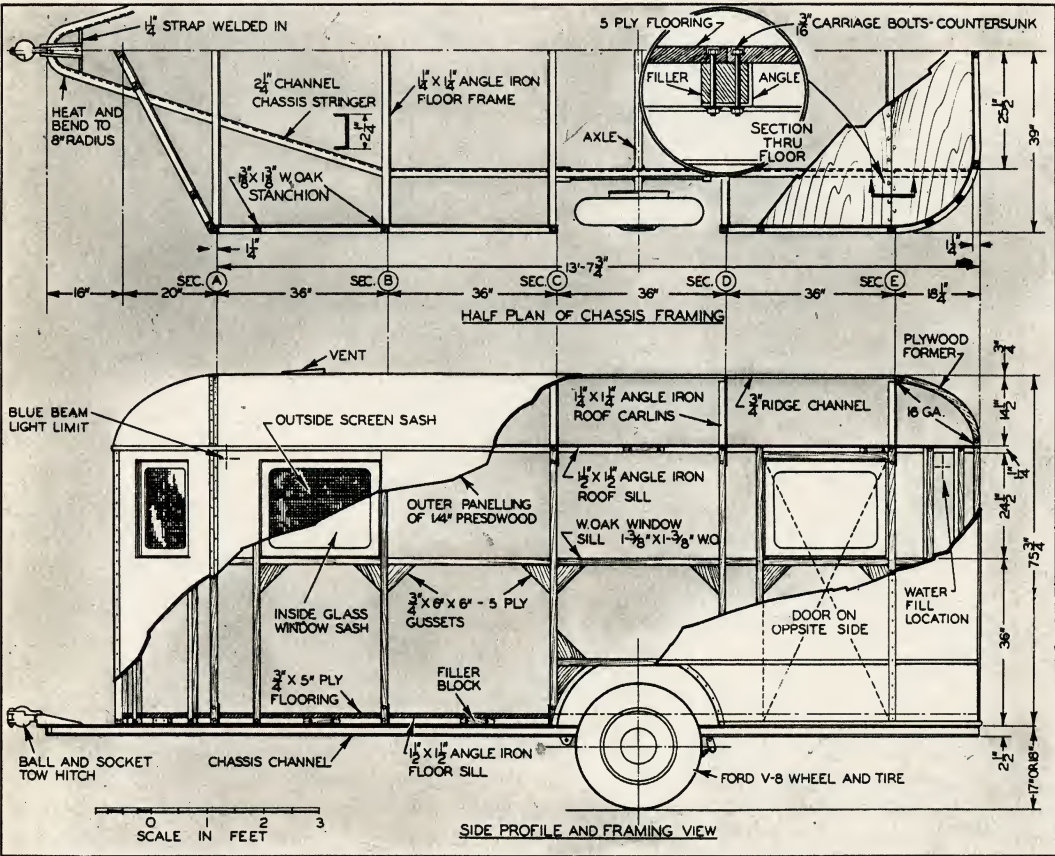 1/4" STRAP WELDED IN
HEAT AND
BEND TO
8" RADIUS
2 1/4" CHANNEL
CHASSIS STRINGER
2 1/4"
1 1/4" X 1 1/4" ANGLE IRON
FLOOR FRAME
1 3/8" X 1 3/8" W.OAK
STANCHION
5 PLY FLOORING
3/16" CARRIAGE BOLTS-COUNTERSUNK
FILLER
ANGLE
SECTION
THRU
FLOOR
AXLE
25 1/2"
39"
1 1/4"
1 1/4"
13'-7 3/4"
SEC. A
SEC. B
SEC. C
SEC. D
SEC. E
16"
20"
36"
36"
36"
36"
18 1/4"
HALF PLAN OF CHASSIS FRAMING
VENT
PLYWOOD
FORMER
3/4"
BLUE BEAM
LIGHT LIMIT
OUTSIDE SCREEN SASH
1 1/4" X 1 1/4" ANGLE IRON
ROOF CARLINS
3/4" RIDGE CHANNEL
16 GA.
14 1/2"
1 1/4"
OUTER PANELLING
OF 1/4" PRESDWOOD
1 1/2" X 1 1/2" ANGLE IRON
ROOF SILL
24 1/2"
W.OAK WINDOW
SILL 1-3/8" X 1-3/8" W.O
75 3/4"
INSIDE GLASS
WINDOW SASH
3/4" X 6" X 6" - 5 PLY
GUSSETS
DOOR ON
OPPSITE SIDE
WATER
FILL
LOCATION
36"
3/4" X 5" PLY
FLOORING
FILLER
BLOCK
BALL AND SOCKET
TOW HITCH
CHASSIS CHANNEL
1 1/2" X 1 1/2" ANGLE IRON
FLOOR SILL
FORD V-8 WHEEL AND TIRE
2 1/2"
17" OR 18"
0 1 2 3
SCALE IN FEET
SIDE PROFILE AND FRAMING VIEW